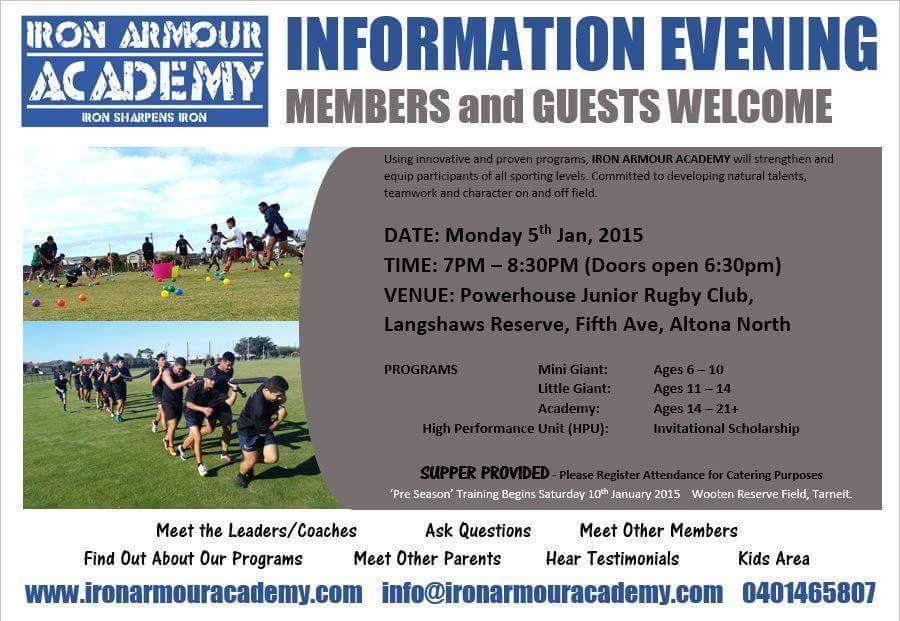 IRON ARMOUR
ACADEMY
IRON SHARPENS IRON
INFORMATION EVENING
MEMBERS and GUESTS WELCOME
Using innovative and proven programs, IRON ARMOUR ACADEMY will strengthen and
equip participants of all sporting levels. Committed to developing natural talents,
teamwork and character on and off field.
DATE: Monday 5th Jan, 2015
TIME: 7PM – 8:30PM (Doors open 6:30pm)
VENUE: Powerhouse Junior Rugby Club,
Langshaws Reserve, Fifth Ave, Altona North
PROGRAMS Mini Giant: Ages 6 – 10
Little Giant: Ages 11 – 14
Academy: Ages 14 – 21+
High Performance Unit (HPU): Invitational Scholarship
SUPPER PROVIDED - Please Register Attendance for Catering Purposes
‘Pre Season’ Training Begins Saturday 10th January 2015 Wooten Reserve Field, Tarneit.
Meet the Leaders/Coaches Ask Questions Meet Other Members
Find Out About Our Programs Meet Other Parents Hear Testimonials Kids Area
www.ironarmouracademy.com info@ironarmouracademy.com 0401465807